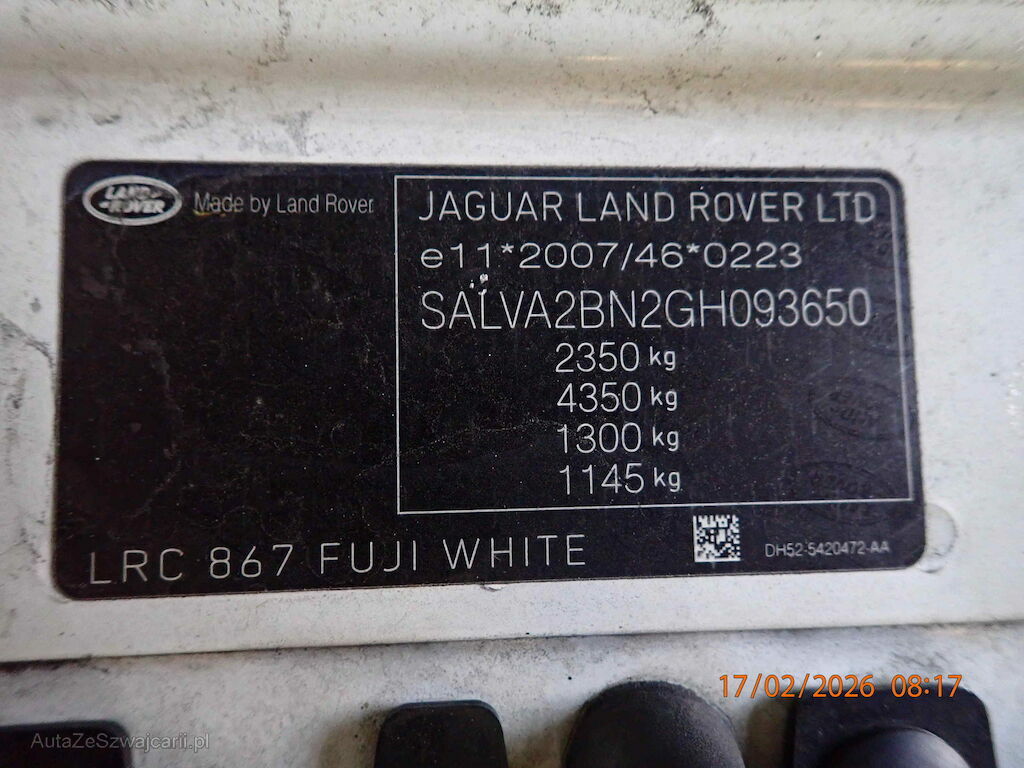 LAND ROVER
Made by Land Rover
JAGUAR LAND ROVER LTD
e11*2007/46*0223
SALVA2BN2GH093650
2350 kg
4350 kg
1300 kg
1145 kg
LRC 867 FUJI WHITE
DH52-5420472-AA
17/02/2026 08:17
AutaZeSzwajcarii.pl